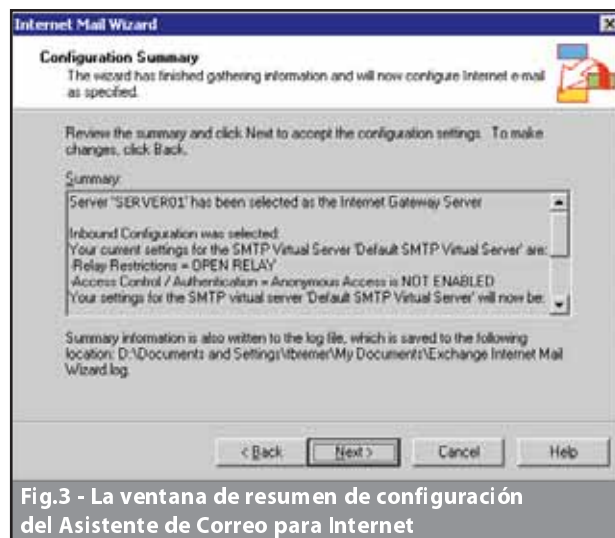 Internet Mail Wizard
Configuration Summary
The wizard has finished gathering information and will now configure Internet e-mail
as specified.
Review the summary and click Next to accept the configuration settings. To make
changes, click Back.
Summary:
Server 'SERVER01' has been selected as the Internet Gateway Server
Inbound Configuration was selected:
Your current settings for the SMTP Virtual Server 'Default SMTP Virtual Server' are:
-Relay Restrictions = OPEN RELAY
-Access Control / Authentication = Anonymous Access is NOT ENABLED
Your settings for the SMTP virtual server 'Default SMTP Virtual Server' will now be:
Summary information is also written to the log file, which is saved to the following
location: D:\Documents and Settings\tbremer\My Documents\Exchange Internet Mail
Wizard.log.
< Back Next > Cancel Help
Fig.3 - La ventana de resumen de configuración
del Asistente de Correo para Internet